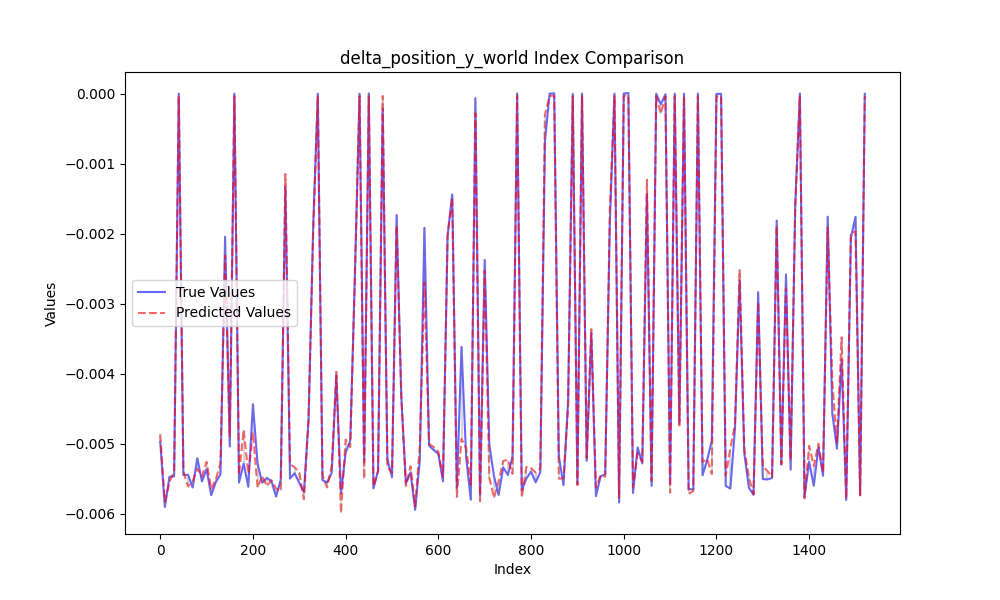 delta_position_y_world Index Comparison
0.000
−0.001
−0.002
−0.003
−0.004
−0.005
−0.006
Values
True Values
Predicted Values
0 200 400 600 800 1000 1200 1400
Index